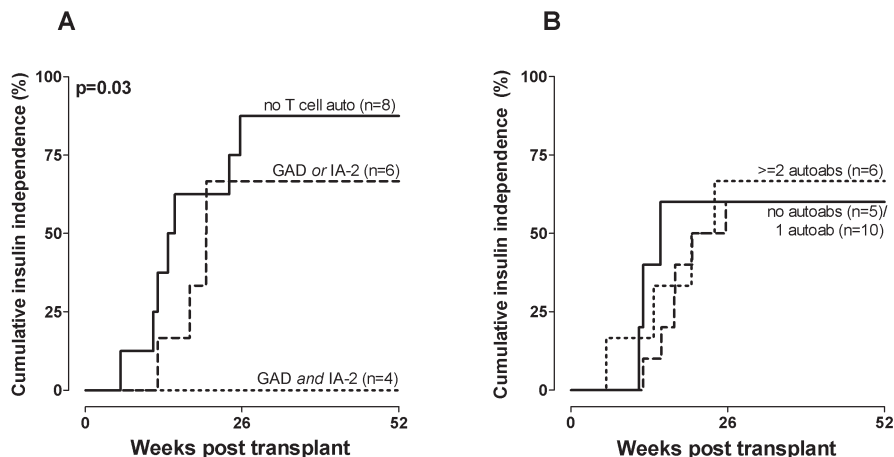 A
Cumulative insulin independence (%)
100
75
50
25
0
p=0.03
no T cell auto (n=8)
GAD or IA-2 (n=6)
GAD and IA-2 (n=4)
0
26
52
Weeks post transplant
B
Cumulative insulin independence (%)
100
75
50
25
0
>=2 autoabs (n=6)
no autoabs (n=5)/
1 autoab (n=10)
0
26
52
Weeks post transplant